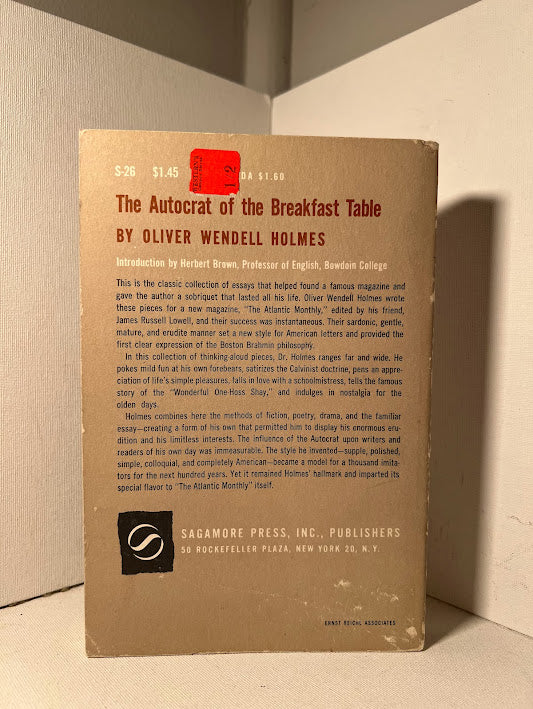 S-26 $1.45 DA $1.60
The Autocrat of the Breakfast Table
BY OLIVER WENDELL HOLMES
Introduction by Herbert Brown, Professor of English, Bowdoin College
This is the classic collection of essays that helped found a famous magazine and
gave the author a sobriquet that lasted all his life. Oliver Wendell Holmes wrote
these pieces for a new magazine, "The Atlantic Monthly," edited by his friend,
James Russell Lowell, and their success was instantaneous. Their sardonic, gentle,
mature, and erudite manner set a new style for American letters and provided the
first clear expression of the Boston Brahmin philosophy.
In this collection of thinking-aloud pieces, Dr. Holmes ranges far and wide. He
pokes mild fun at his own forebears, satirizes the Calvinist doctrine, pens an appre-
ciation of life's simple pleasures, falls in love with a schoolmistress, tells the famous
story of the "Wonderful One-Hoss Shay," and indulges in nostalgia for the
olden days.
Holmes combines here the methods of fiction, poetry, drama, and the familiar
essay—creating a form of his own that permitted him to display his enormous eru-
dition and his limitless interests. The influence of the Autocrat upon writers and
readers of his own day was immeasurable. The style he invented—supple, polished,
simple, colloquial, and completely American—became a model for a thousand imita-
tors for the next hundred years. Yet it remained Holmes' hallmark and imparted its
special flavor to "The Atlantic Monthly" itself.
SAGAMORE PRESS, INC., PUBLISHERS
50 ROCKEFELLER PLAZA, NEW YORK 20, N.Y.
ERNST REICHL ASSOCIATES